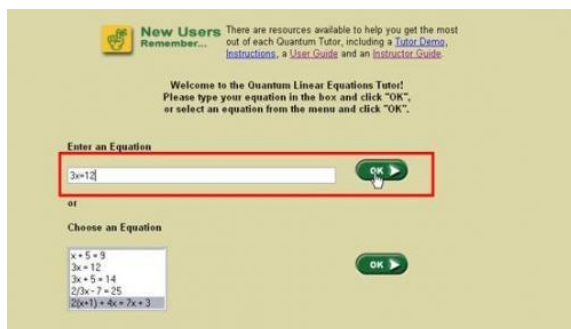 New Users
Remember...
There are resources available to help you get the most
out of each Quantum Tutor, including a Tutor Demo,
Instructions, a User Guide and an Instructor Guide.
Welcome to the Quantum Linear Equations Tutor!
Please type your equation in the box and click "OK",
or select an equation from the menu and click "OK".
Enter an Equation
3x=12
OK
or
Choose an Equation
x + 5 = 9
3x = 12
3x + 5 = 14
2/3x - 7 = 25
2(x+1) + 4x = 7x + 3
OK